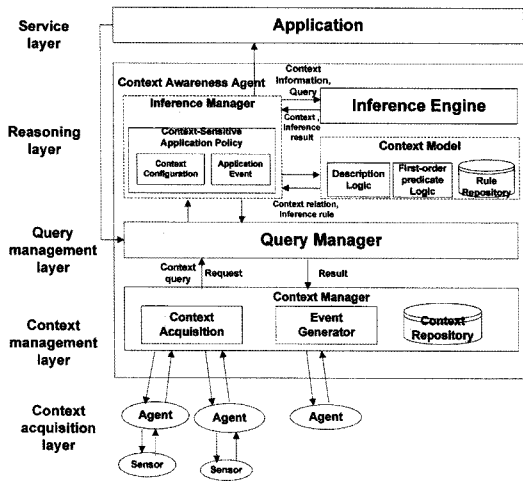 Service
layer
Application
Context Awareness Agent
Context
Information,
Query
Inference Manager
Inference Engine
Reasoning
layer
Context-Sensitive
Application Policy
Context ,
inference
result
Context
Configuration
Application
Event
Context Model
Description
Logic
First-order
predicate
Logic
Rule
Repository
Context relation,
Inference rule
Query
management
layer
Query Manager
Context
query
Request
Result
Context
management
layer
Context Manager
Context
Acquisition
Event
Generator
Context
Repository
Context
acquisition
layer
Agent
Agent
Agent
Sensor
Sensor